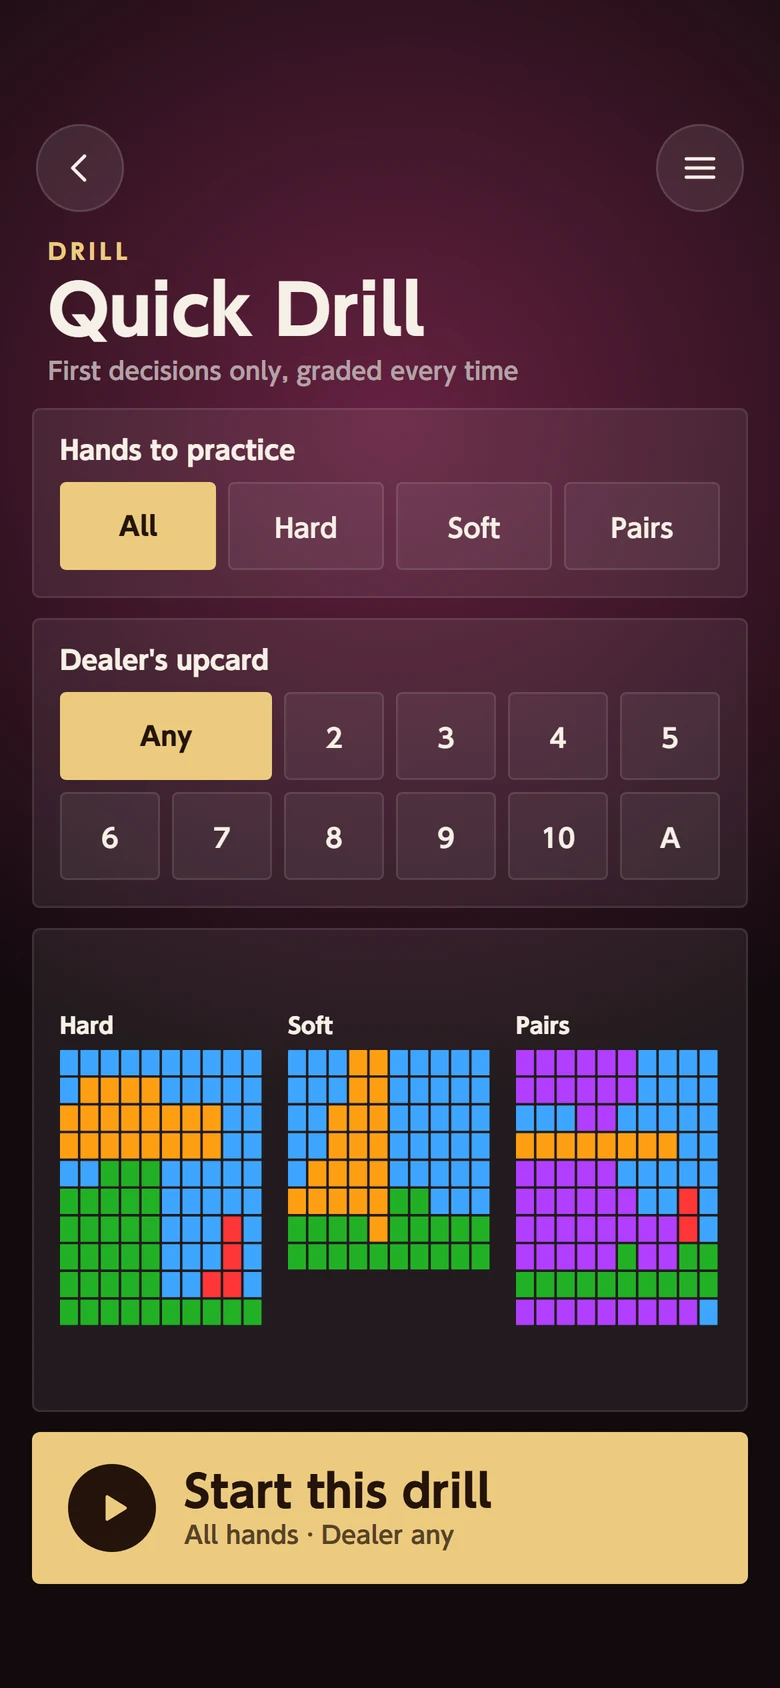 DRILL
Quick Drill
First decisions only, graded every time
Hands to practice
All Hard Soft Pairs
Dealer's upcard
Any 2 3 4 5
6 7 8 9 10 A
Hard Soft Pairs
Start this drill
All hands · Dealer any